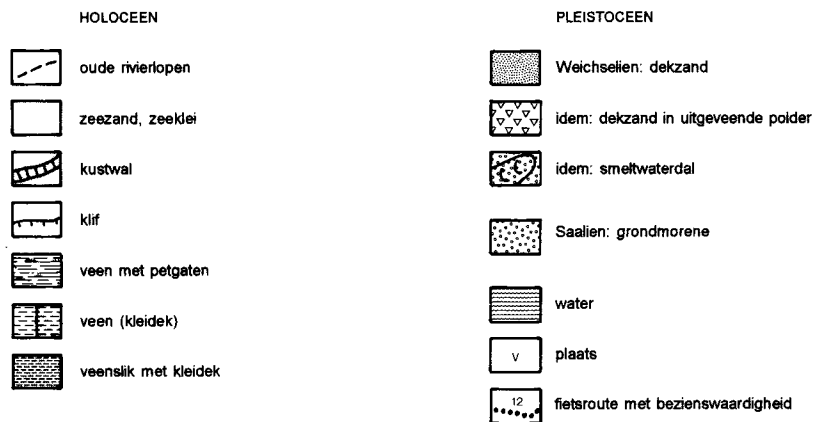 HOLOCEEN
oude rivierlopen
zeezand, zeeklei
kustwal
klif
veen met petgaten
veen (kleidek)
veenslik met kleidek
PLEISTOCEEN
Weichselien: dekzand
idem: dekzand in uitgeveende polder
idem: smeltwaterdal
Saalien: grondmorene
water
v
plaats
12
fietsroute met bezienswaardigheid